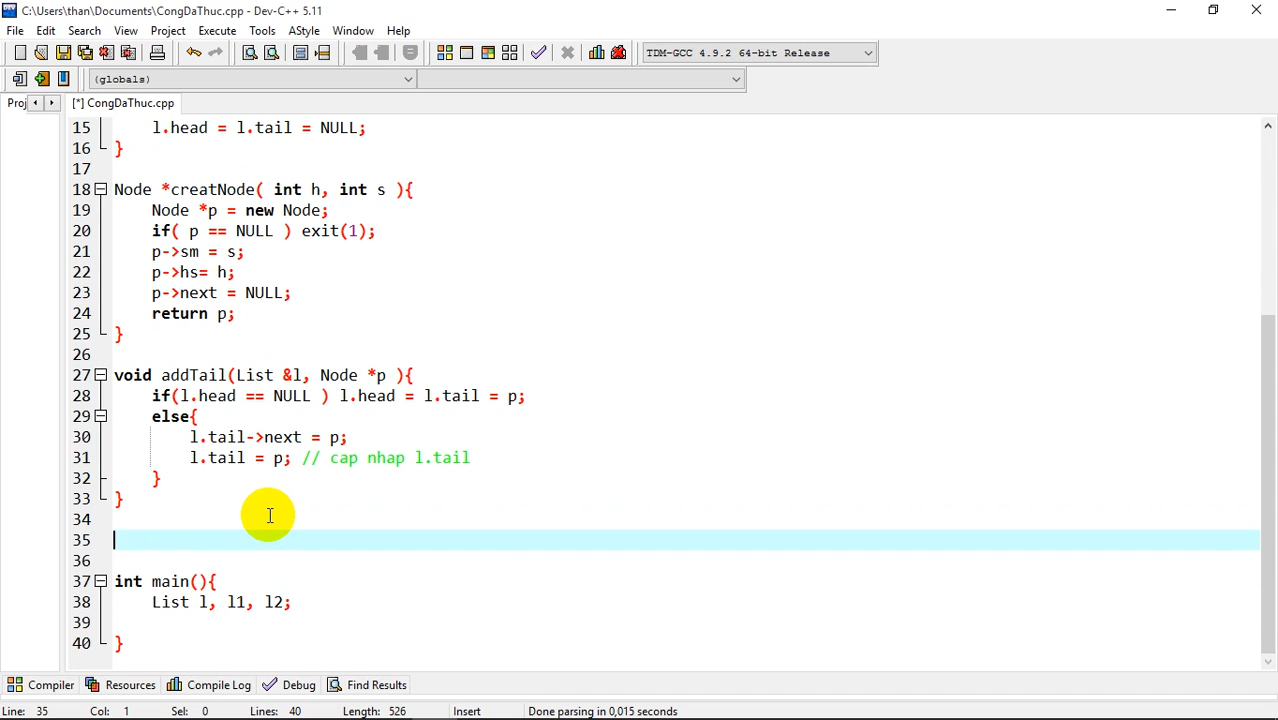 C:\Users\than\Documents\CongDaThuc.cpp - Dev-C++ 5.11
File Edit Search View Project Execute Tools AStyle Window Help
TDM-GCC 4.9.2 64-bit Release
(globals)
Proj [*] CongDaThuc.cpp
15 l.head = l.tail = NULL;
16 }
17
18 Node *creatNode( int h, int s ){
19 Node *p = new Node;
20 if( p == NULL ) exit(1);
21 p->sm = s;
22 p->hs= h;
23 p->next = NULL;
24 return p;
25 }
26
27 void addTail(List &l, Node *p ){
28 if(l.head == NULL ) l.head = l.tail = p;
29 else{
30 l.tail->next = p;
31 l.tail = p; // cap nhap l.tail
32 }
33 }
34
35
36
37 int main(){
38 List l, l1, l2;
39
40 }
Compiler Resources Compile Log Debug Find Results
Line: 35 Col: 1 Sel: 0 Lines: 40 Length: 526 Insert Done parsing in 0,015 seconds